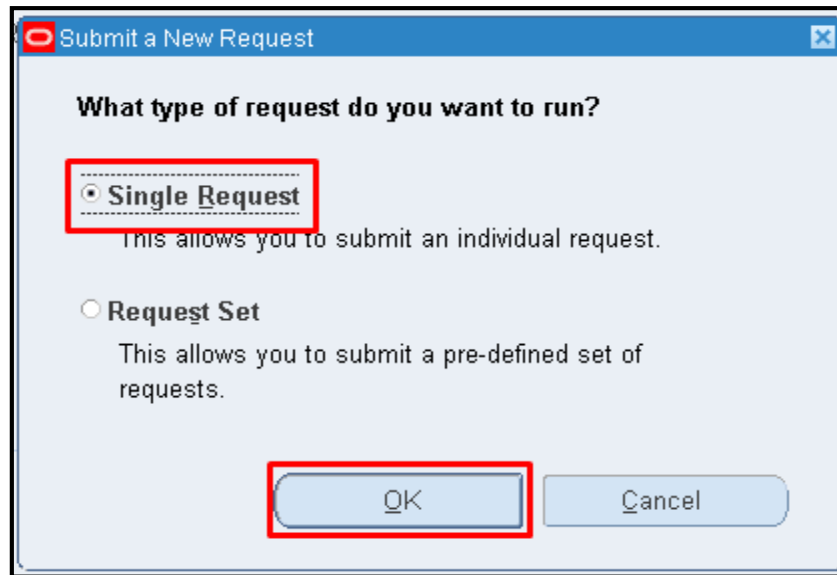 Submit a New Request
What type of request do you want to run?
Single Request
This allows you to submit an individual request.
Request Set
This allows you to submit a pre-defined set of
requests.
OK
Cancel